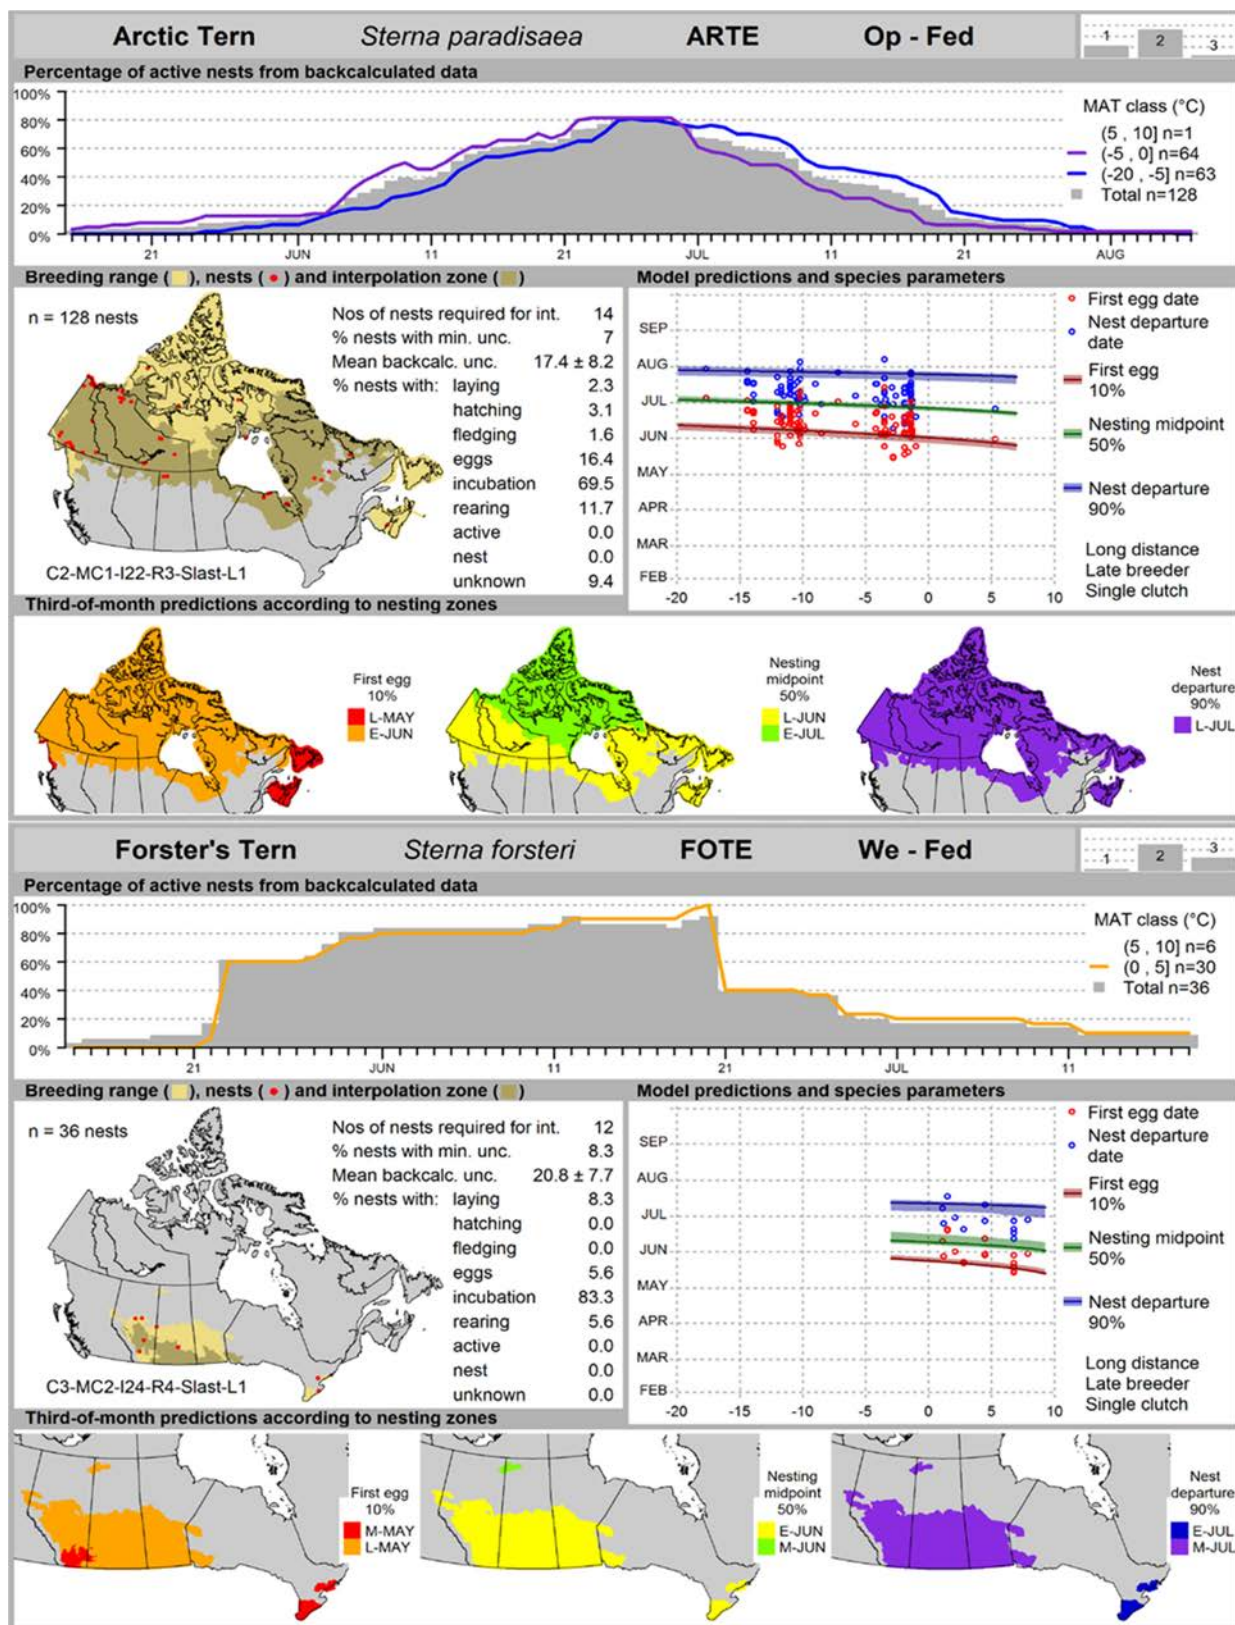 Arctic Tern Sterna paradisaea ARTE Op - Fed
1 2 3
Percentage of active nests from backcalculated data
100%
80%
60%
40%
20%
0%
21 JUN 11 21 JUL 11 21 AUG
MAT class (°C)
(5 , 10] n=1
(-5 , 0] n=64
(-20 , -5] n=63
Total n=128
Breeding range ( ), nests ( ) and interpolation zone ( )
n = 128 nests
Nos of nests required for int. 14
% nests with min. unc. 7
Mean backcalc. unc. 17.4 ± 8.2
% nests with: laying 2.3
hatching 3.1
fledging 1.6
eggs 16.4
incubation 69.5
rearing 11.7
active 0.0
nest 0.0
unknown 9.4
C2-MC1-I22-R3-Slast-L1
Model predictions and species parameters
SEP
AUG
JUL
JUN
MAY
APR
MAR
FEB
-20 -15 -10 -5 0 5 10
First egg date
Nest departure
date
First egg
10%
Nesting midpoint
50%
Nest departure
90%
Long distance
Late breeder
Single clutch
Third-of-month predictions according to nesting zones
First egg
10%
L-MAY
E-JUN
Nesting
midpoint
50%
L-JUN
E-JUL
Nest
departure
90%
L-JUL
Forster's Tern Sterna forsteri FOTE We - Fed
1 2 3
Percentage of active nests from backcalculated data
100%
80%
60%
40%
20%
0%
21 JUN 11 21 JUL 11
MAT class (°C)
(5 , 10] n=6
(0 , 5] n=30
Total n=36
Breeding range ( ), nests ( ) and interpolation zone ( )
n = 36 nests
Nos of nests required for int. 12
% nests with min. unc. 8.3
Mean backcalc. unc. 20.8 ± 7.7
% nests with: laying 8.3
hatching 0.0
fledging 0.0
eggs 5.6
incubation 83.3
rearing 5.6
active 0.0
nest 0.0
unknown 0.0
C3-MC2-I24-R4-Slast-L1
Model predictions and species parameters
SEP
AUG
JUL
JUN
MAY
APR
MAR
FEB
-20 -15 -10 -5 0 5 10
First egg date
Nest departure
date
First egg
10%
Nesting midpoint
50%
Nest departure
90%
Long distance
Late breeder
Single clutch
Third-of-month predictions according to nesting zones
First egg
10%
M-MAY
L-MAY
Nesting
midpoint
50%
E-JUN
M-JUN
Nest
departure
90%
E-JUL
M-JUL